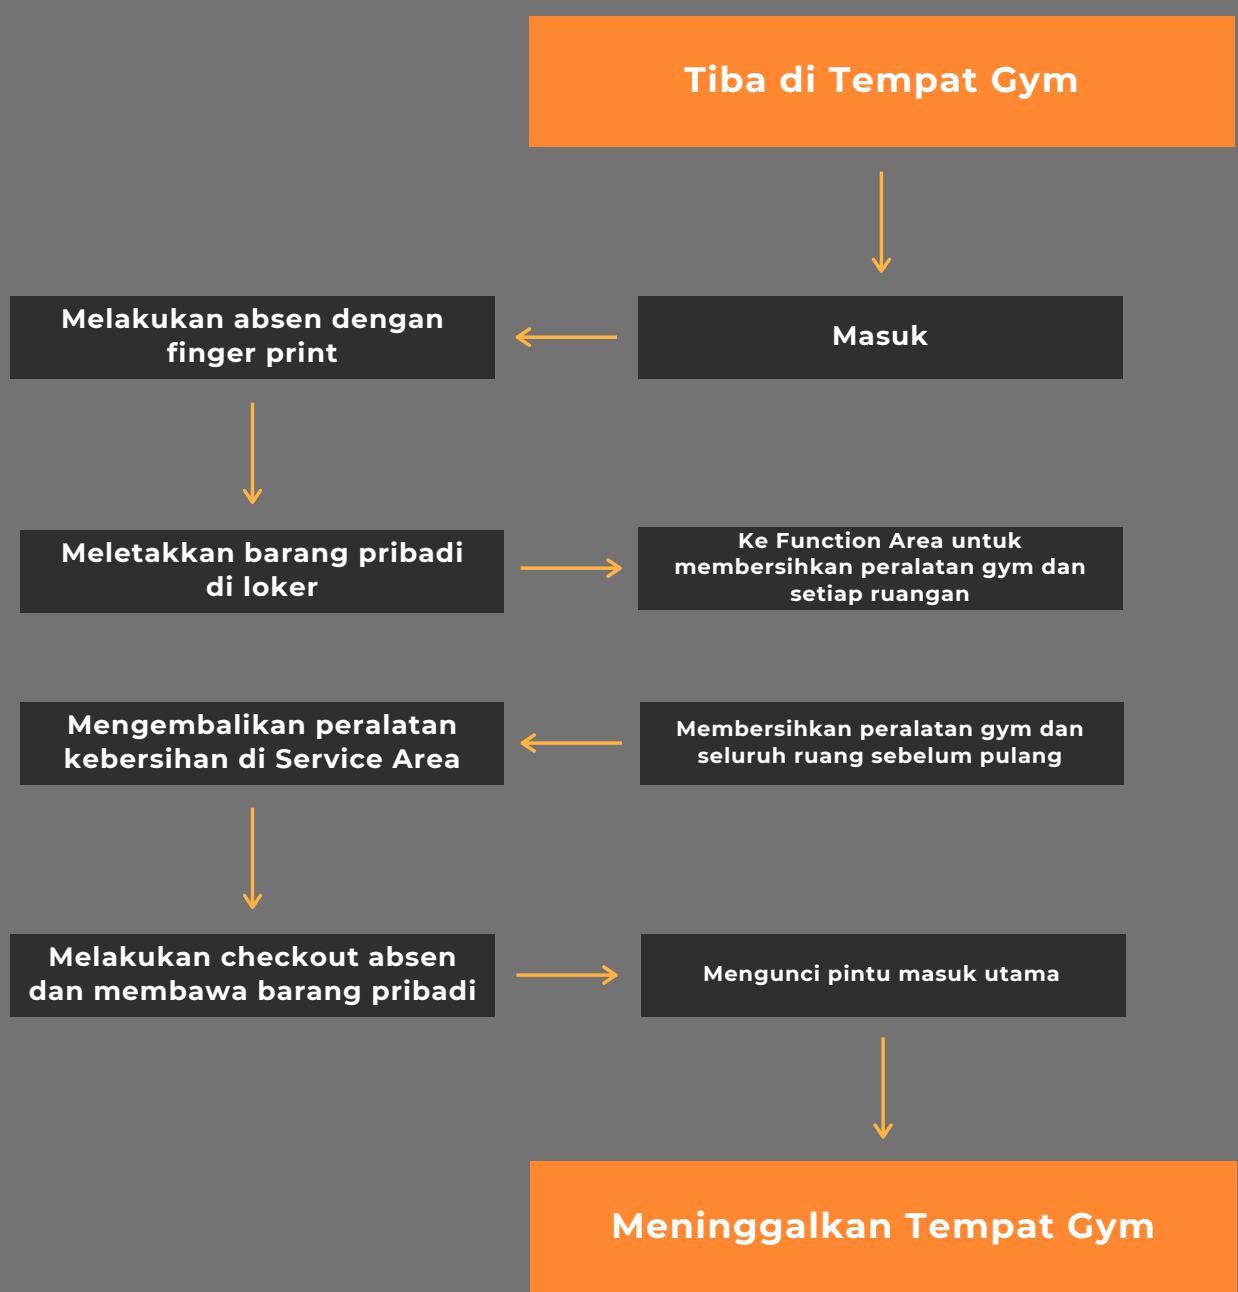 Tiba di Tempat Gym
Masuk
Melakukan absen dengan
finger print
Meletakkan barang pribadi
di loker
Ke Function Area untuk
membersihkan peralatan gym dan
setiap ruangan
Membersihkan peralatan gym dan
seluruh ruang sebelum pulang
Mengembalikan peralatan
kebersihan di Service Area
Melakukan checkout absen
dan membawa barang pribadi
Mengunci pintu masuk utama
Meninggalkan Tempat Gym